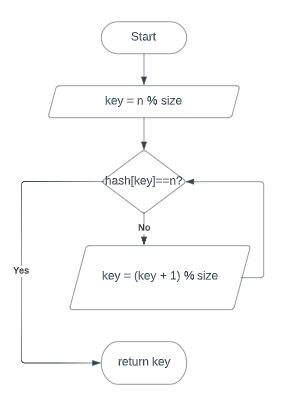 Start
key = n % size
hash[key]==n?
No
key = (key + 1) % size
Yes
return key